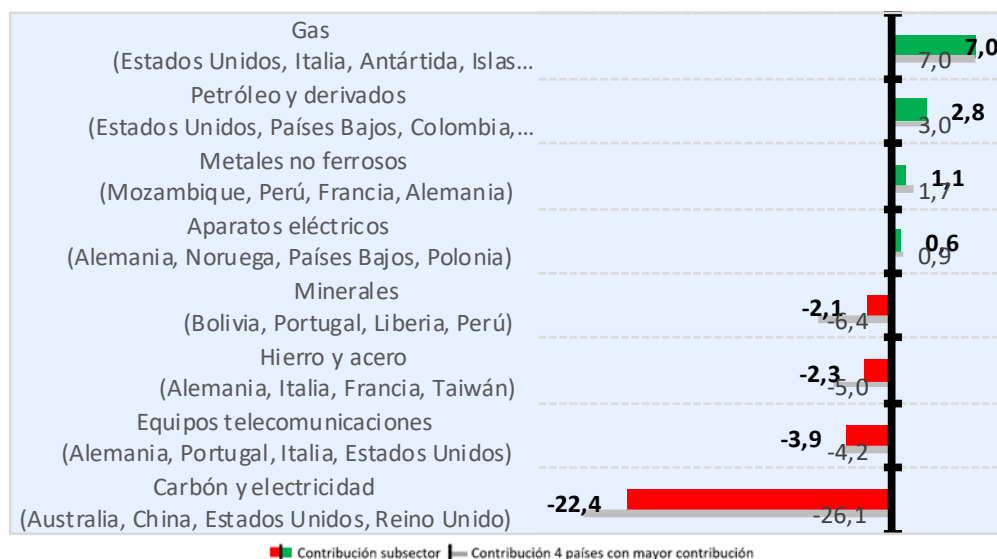 Gas
(Estados Unidos, Italia, Antártida, Islas...
7,0
7,0
Petróleo y derivados
(Estados Unidos, Países Bajos, Colombia,...
2,8
3,0
Metales no ferrosos
(Mozambique, Perú, Francia, Alemania)
1,1
1,7
Aparatos eléctricos
(Alemania, Noruega, Países Bajos, Polonia)
0,6
0,9
Minerales
(Bolivia, Portugal, Liberia, Perú)
-2,1
-6,4
Hierro y acero
(Alemania, Italia, Francia, Taiwán)
-2,3
-5,0
Equipos telecomunicaciones
(Alemania, Portugal, Italia, Estados Unidos)
-3,9
-4,2
Carbón y electricidad
(Australia, China, Estados Unidos, Reino Unido)
-22,4
-26,1
Contribución subsector
Contribución 4 países con mayor contribución